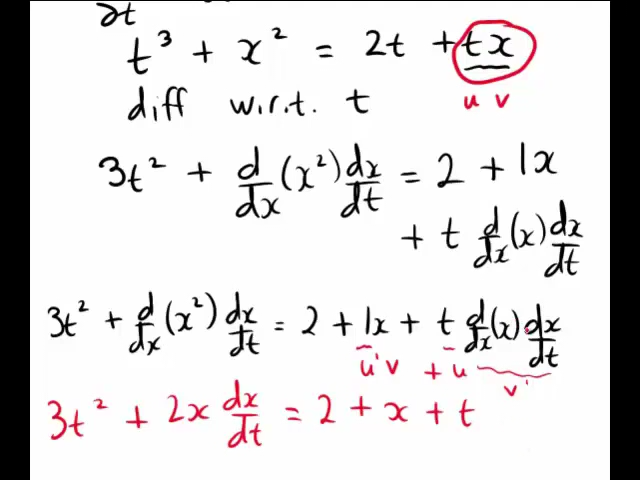 ∂t
t³ + x² = 2t + tx
diff w.r.t. t u v
3t² + d/dx (x²) dx/dt = 2 + 1x
+ t d/dx (x) dx/dt
3t² + d/dx (x²) dx/dt = 2 + 1x + t d/dx (x) dx/dt
u'v + u v'
3t² + 2x dx/dt = 2 + x + t